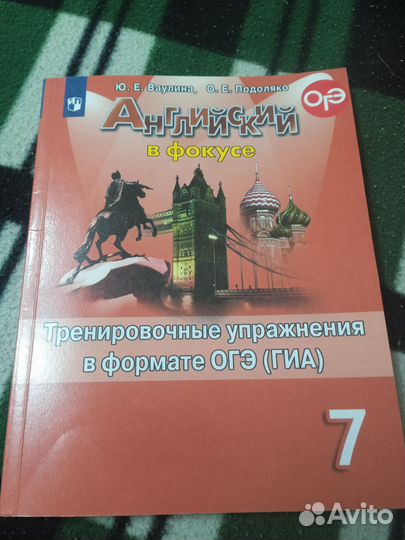 Ю. Е. Ваулина, О. Е. Подоляко
Английский
в фокусе
ОГЭ
Тренировочные упражнения
в формате ОГЭ (ГИА)
7
Avito